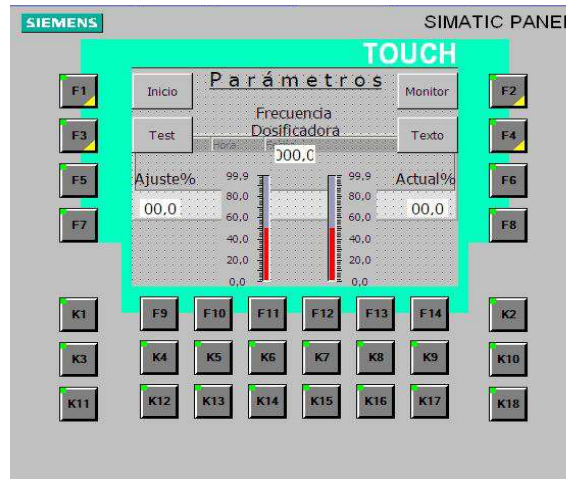 SIEMENS
SIMATIC PANEL
TOUCH
Inicio
Parámetros
Monitor
Frecuencia
Test
Dosificadora
Texto
Hora
000,0
Ajuste%
99,9
99,9
Actual%
80,0
80,0
00,0
00,0
60,0
60,0
40,0
40,0
20,0
20,0
0,0
0,0
F1
F2
F3
F4
F5
F6
F7
F8
K1
F9
F10
F11
F12
F13
F14
K2
K3
K4
K5
K6
K7
K8
K9
K10
K11
K12
K13
K14
K15
K16
K17
K18